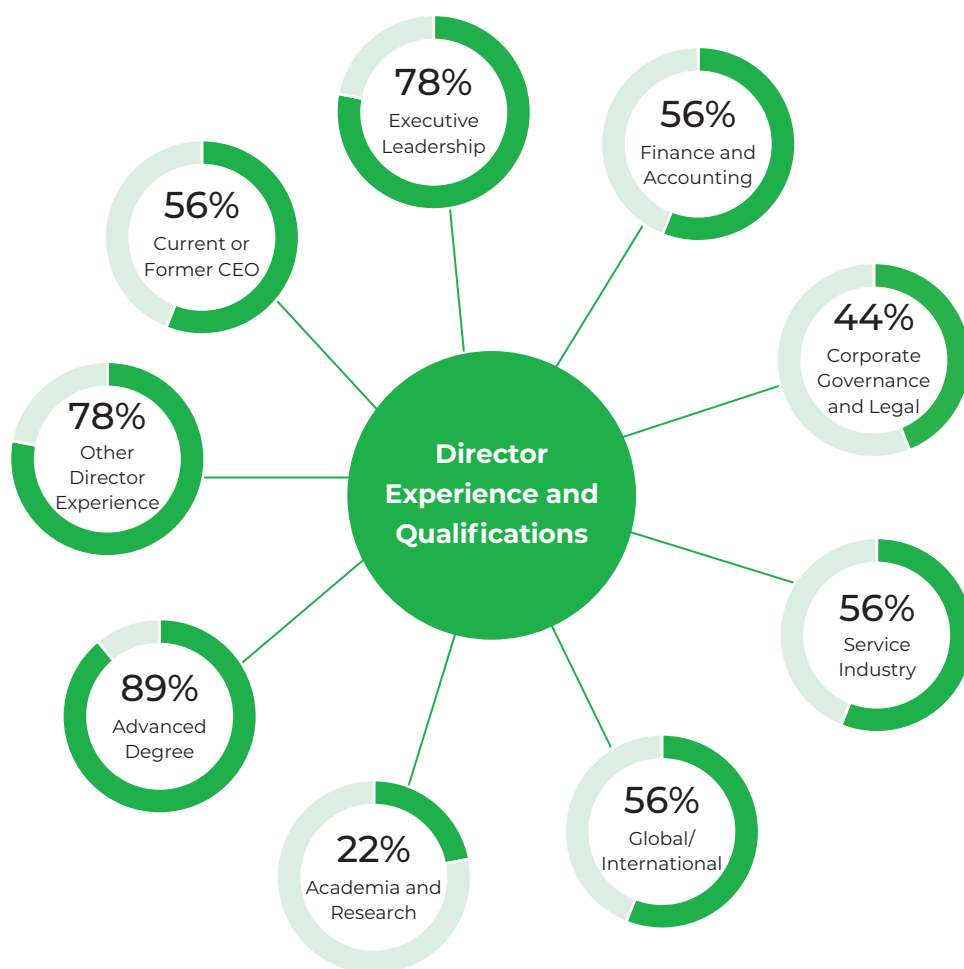 78%
Executive
Leadership
56%
Finance and
Accounting
56%
Current or
Former CEO
44%
Corporate
Governance
and Legal
78%
Other
Director
Experience
Director
Experience and
Qualifications
56%
Service
Industry
89%
Advanced
Degree
56%
Global/
International
22%
Academia and
Research